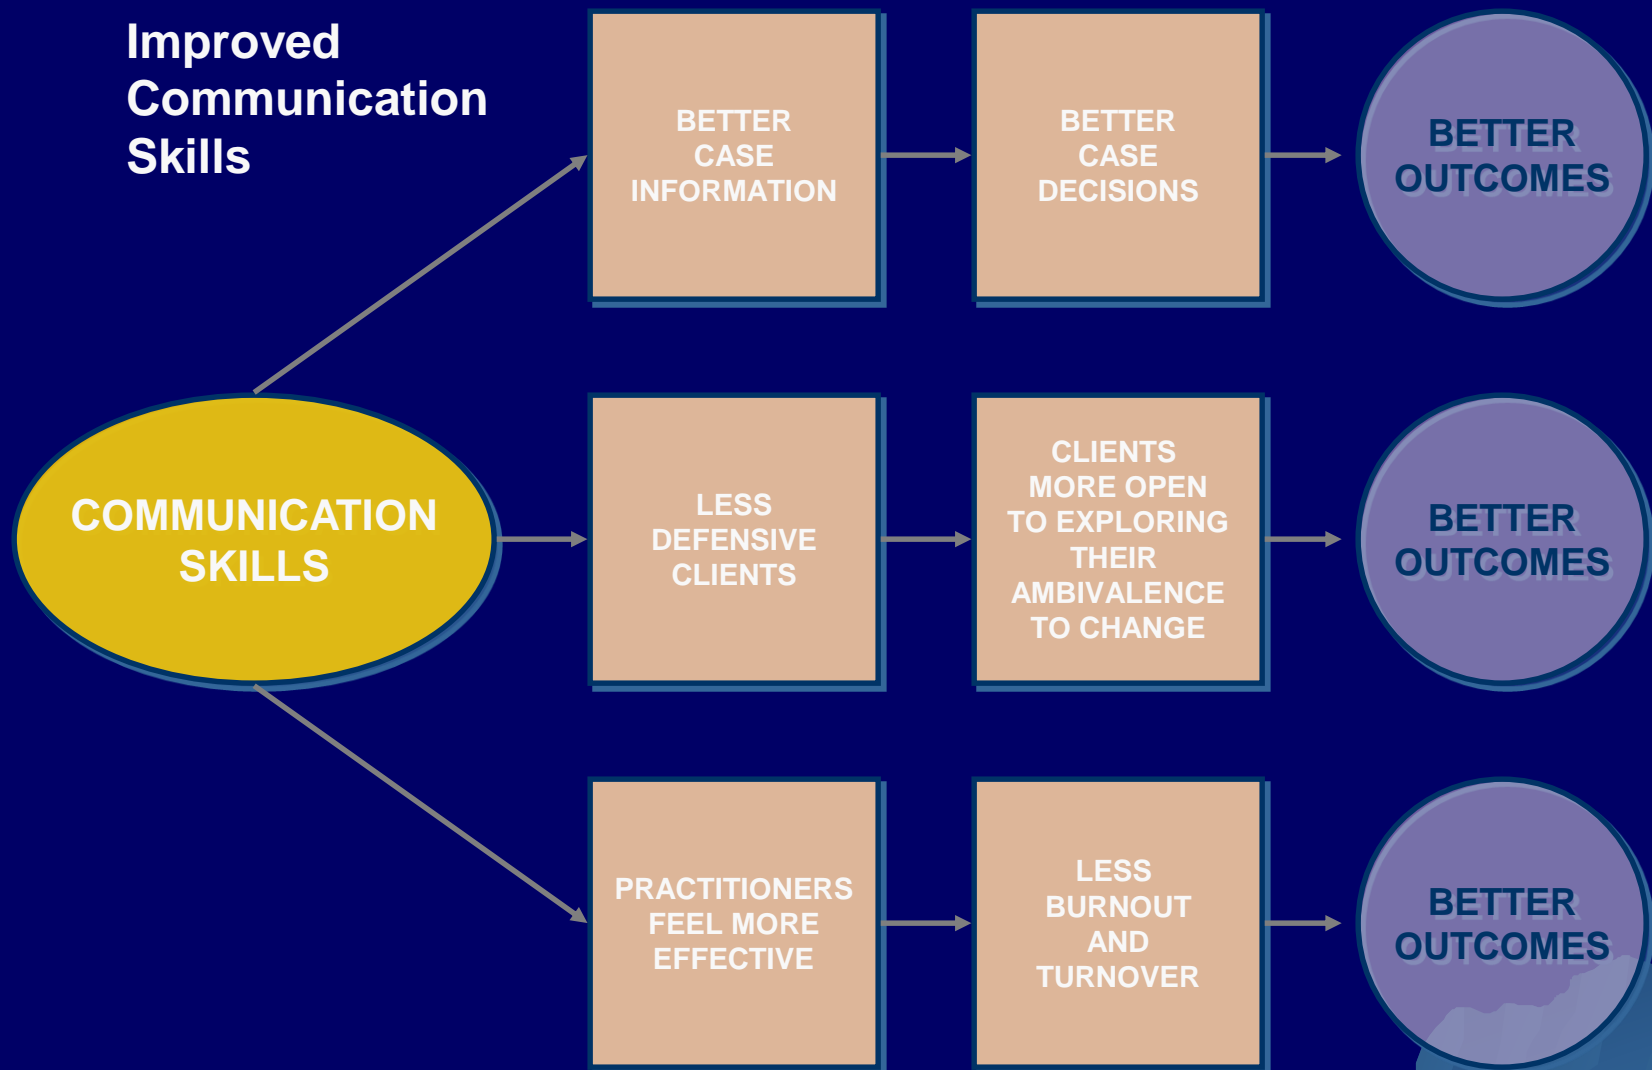 Improved
Communication
Skills
BETTER
CASE
INFORMATION
BETTER
CASE
DECISIONS
BETTER
OUTCOMES
COMMUNICATION
SKILLS
LESS
DEFENSIVE
CLIENTS
CLIENTS
MORE OPEN
TO EXPLORING
THEIR
AMBIVALENCE
TO CHANGE
BETTER
OUTCOMES
PRACTITIONERS
FEEL MORE
EFFECTIVE
LESS
BURNOUT
AND
TURNOVER
BETTER
OUTCOMES